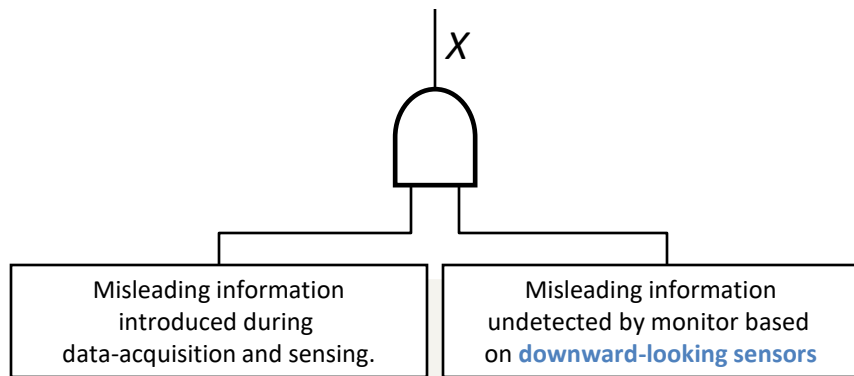 X
Misleading information
introduced during
data-acquisition and sensing.
Misleading information
undetected by monitor based
on downward-looking sensors